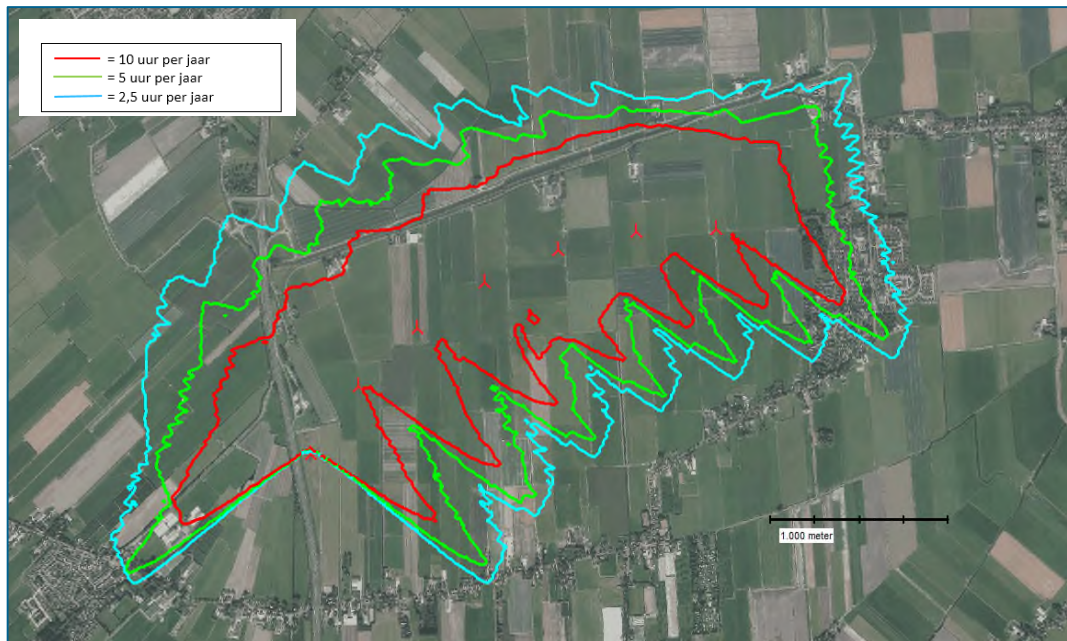 = 10 uur per jaar
= 5 uur per jaar
= 2,5 uur per jaar
1.000 meter